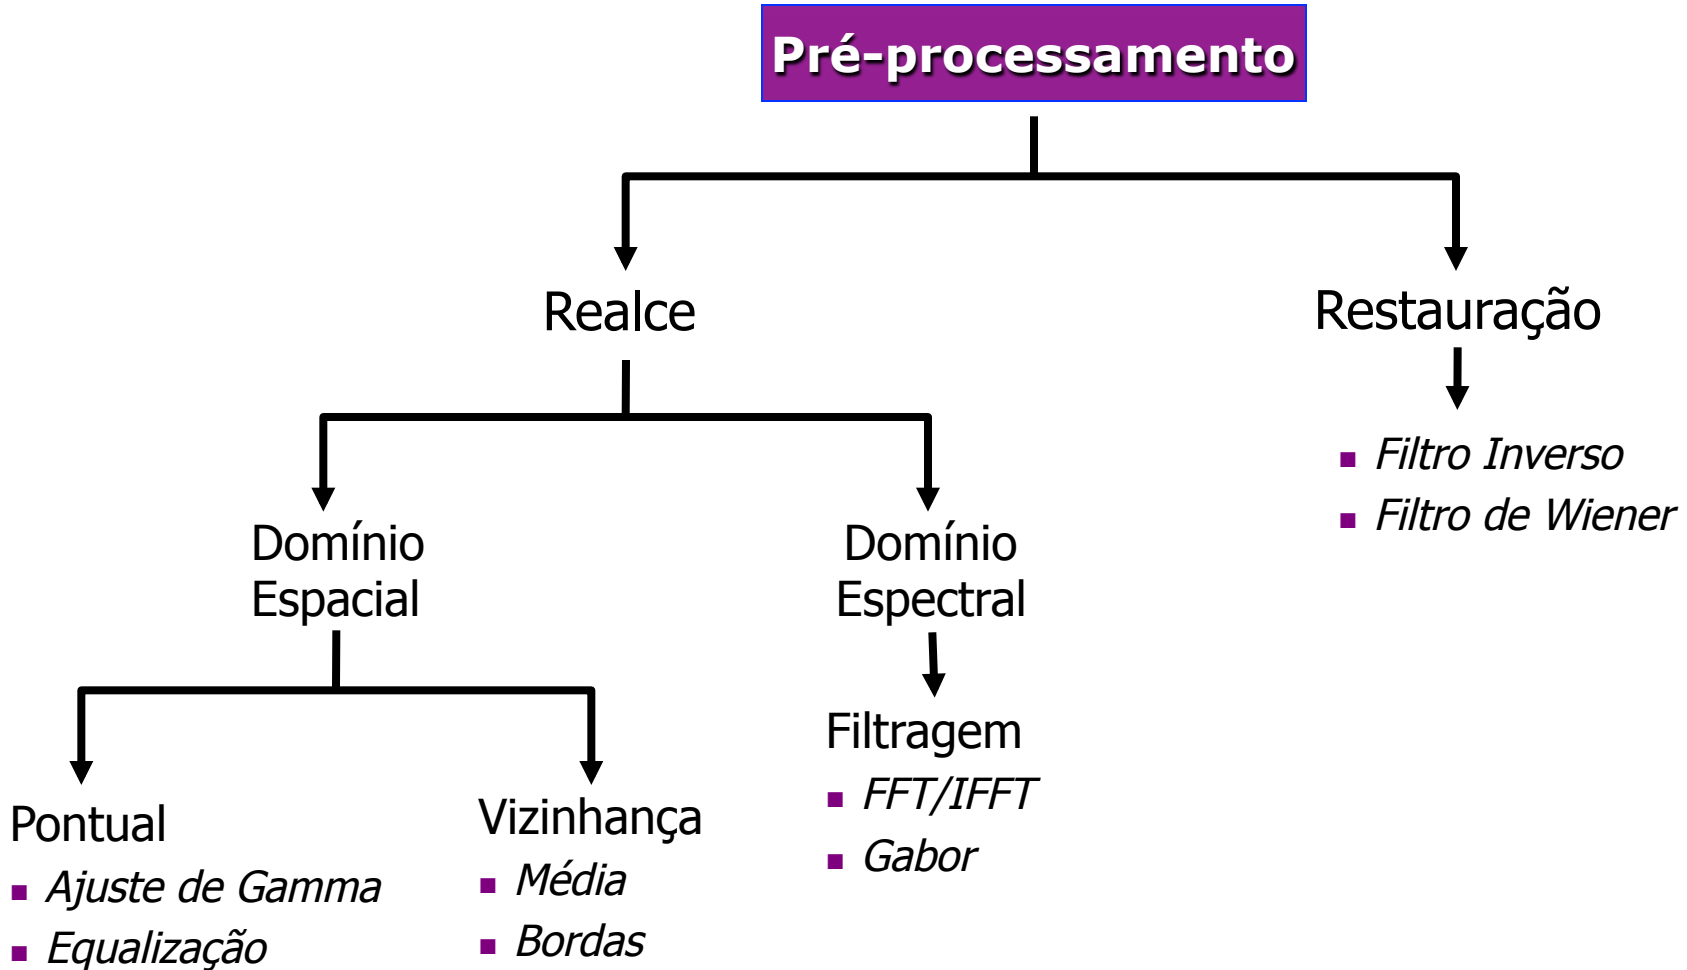 Pré-processamento
Realce
Restauração
■ Filtro Inverso
■ Filtro de Wiener
Domínio
Espacial
Domínio
Espectral
Pontual
■ Ajuste de Gamma
■ Equalização
Vizinhança
■ Média
■ Bordas
Filtragem
■ FFT/IFFT
■ Gabor